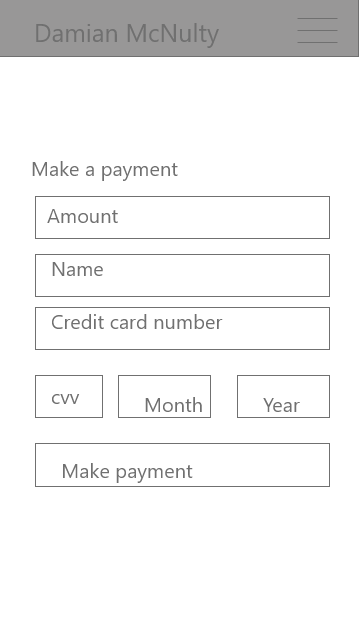 Damian McNulty
Make a payment
Amount
Name
Credit card number
cvv Month Year
Make payment